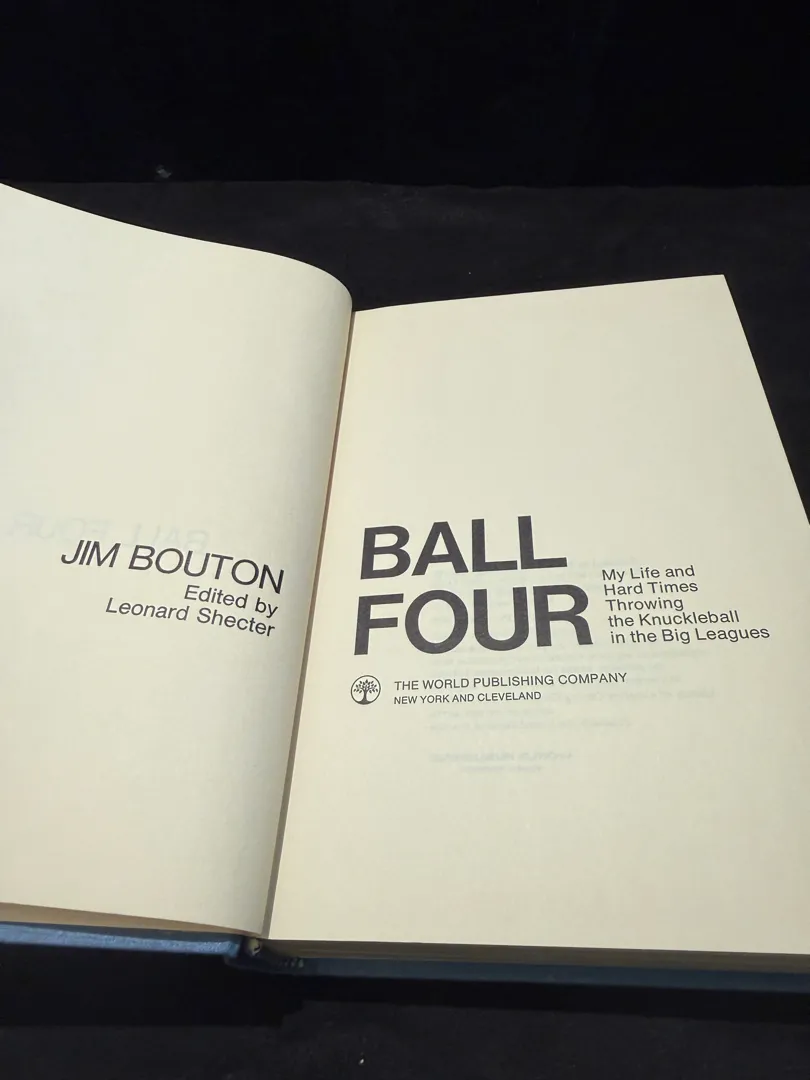 JIM BOUTON
Edited by
Leonard Shecter
BALL
FOUR
My Life and
Hard Times
Throwing
the Knuckleball
in the Big Leagues
THE WORLD PUBLISHING COMPANY
NEW YORK AND CLEVELAND